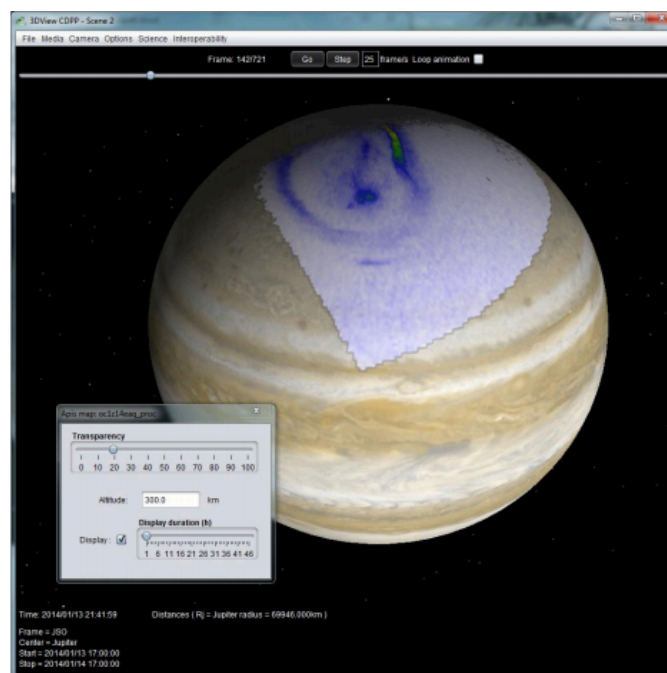 3DView CDPP - Scene 2
File Media Camera Options Science Interoperability
Frame: 142/721 Go Step 25 frame/s Loop animation
Apis map: oc1z14eaq_proc
Transparency
0 10 20 30 40 50 60 70 80 90 100
Altitude: 300.0 km
Display duration (h)
Display:
1 6 11 16 21 26 31 36 41 46
Time: 2014/01/13 21:41:59 Distances ( Rj = Jupiter radius = 69946.000km )
Frame = JSO
Center = Jupiter
Start = 2014/01/13 17:00:00
Stop = 2014/01/14 17:00:00